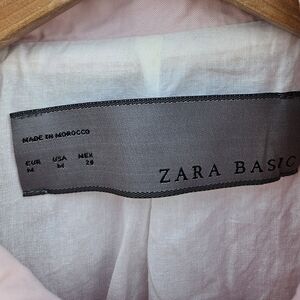 MADE IN MOROCCO
EUR USA MEX
M M 28
ZARA BASIC